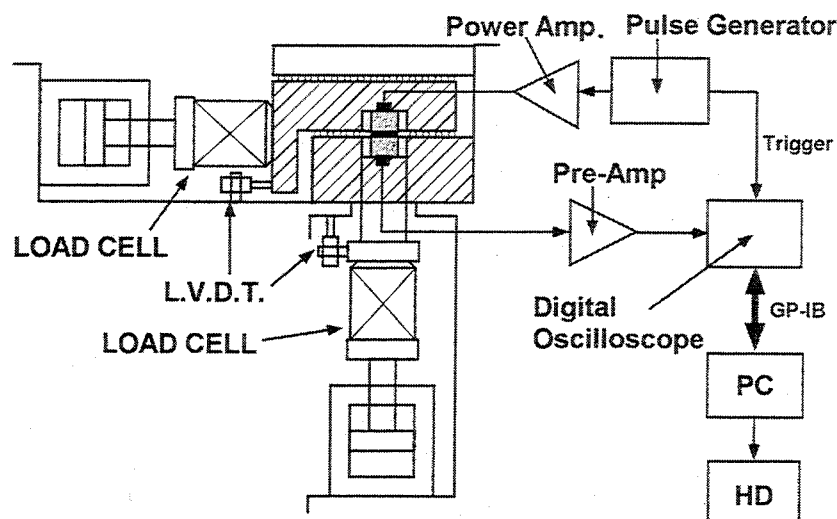 Power Amp.
Pulse Generator
Trigger
Pre-Amp
LOAD CELL
L.V.D.T.
LOAD CELL
Digital
Oscilloscope
GP-IB
PC
HD